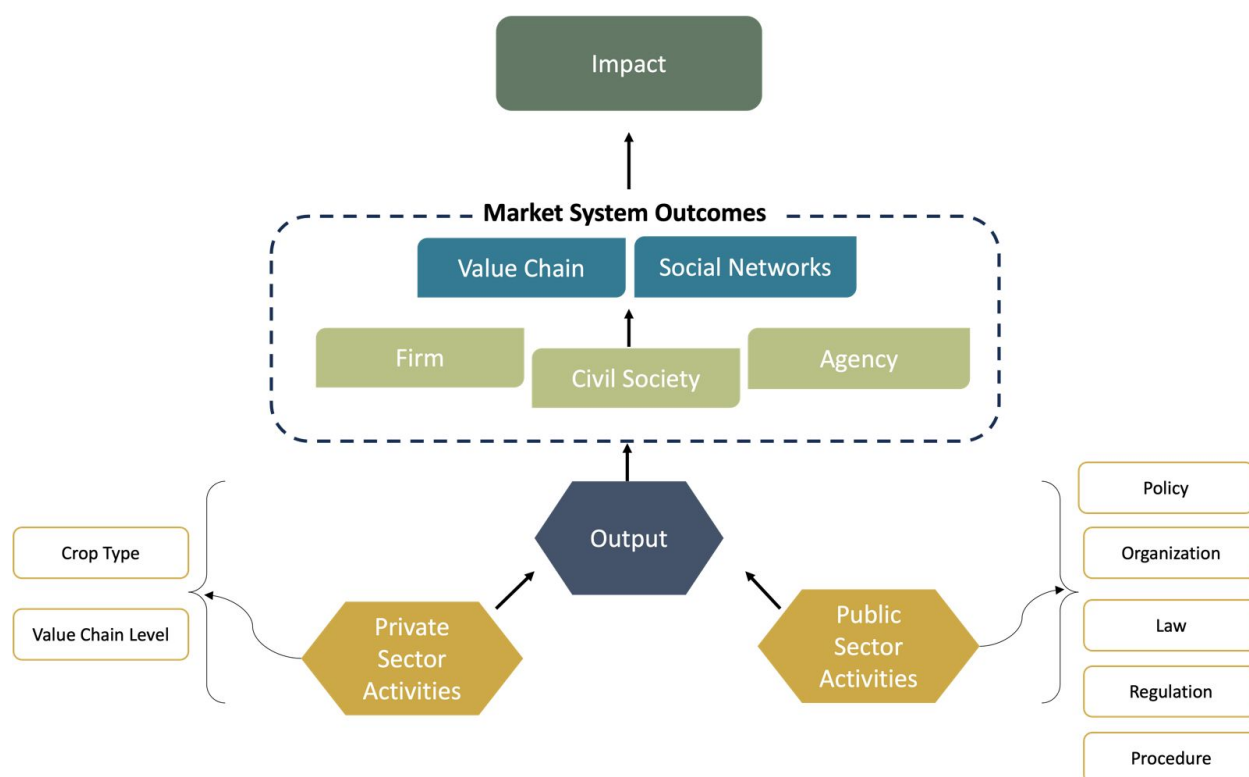 Impact
Market System Outcomes
Value Chain
Social Networks
Firm
Civil Society
Agency
Output
Crop Type
Value Chain Level
Private
Sector
Activities
Public
Sector
Activities
Policy
Organization
Law
Regulation
Procedure